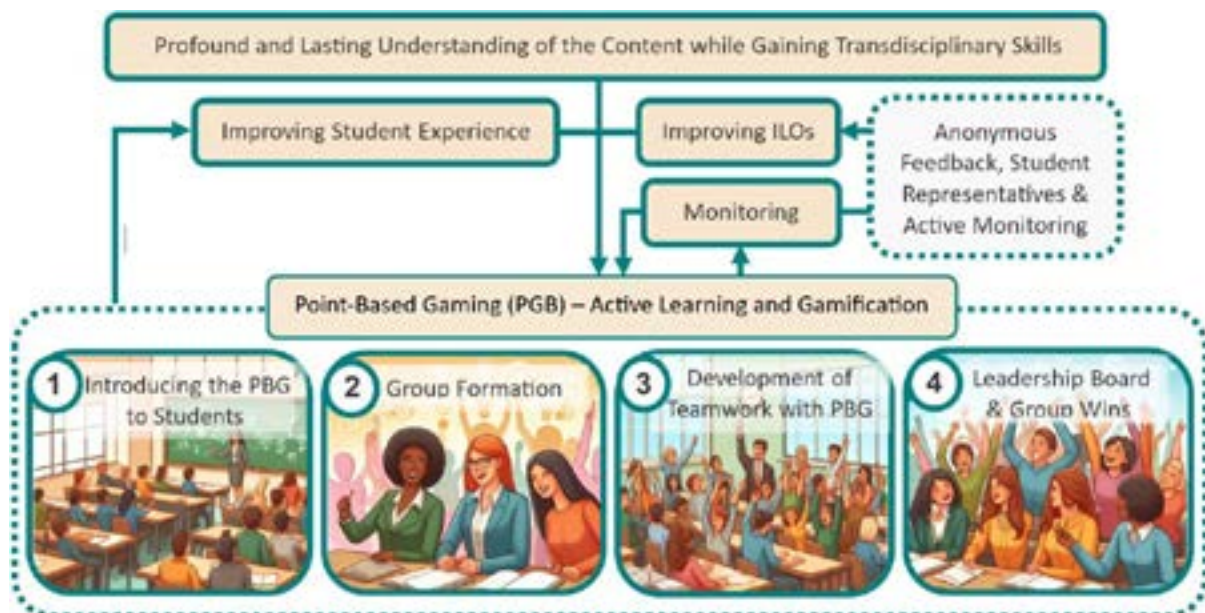 Profound and Lasting Understanding of the Content while Gaining Transdisciplinary Skills
Improving Student Experience
Improving ILOs
Anonymous
Feedback, Student
Representatives &
Active Monitoring
Monitoring
Point-Based Gaming (PGB) – Active Learning and Gamification
1
Introducing the PBG
to Students
2
Group Formation
3
Development of
Teamwork with PBG
4
Leadership Board
& Group Wins